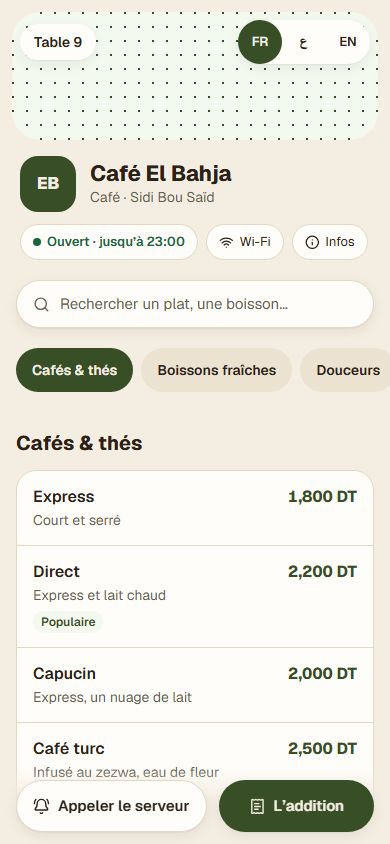 Table 9
FR ع EN
EB
Café El Bahja
Café · Sidi Bou Saïd
Ouvert · jusqu'à 23:00
Wi-Fi
Infos
Rechercher un plat, une boisson…
Cafés & thés
Boissons fraîches
Douceurs
Cafés & thés
Express 1,800 DT
Court et serré
Direct 2,200 DT
Express et lait chaud
Populaire
Capucin 2,000 DT
Express, un nuage de lait
Café turc 2,500 DT
Infusé au zezwa, eau de fleur
Appeler le serveur
L'addition